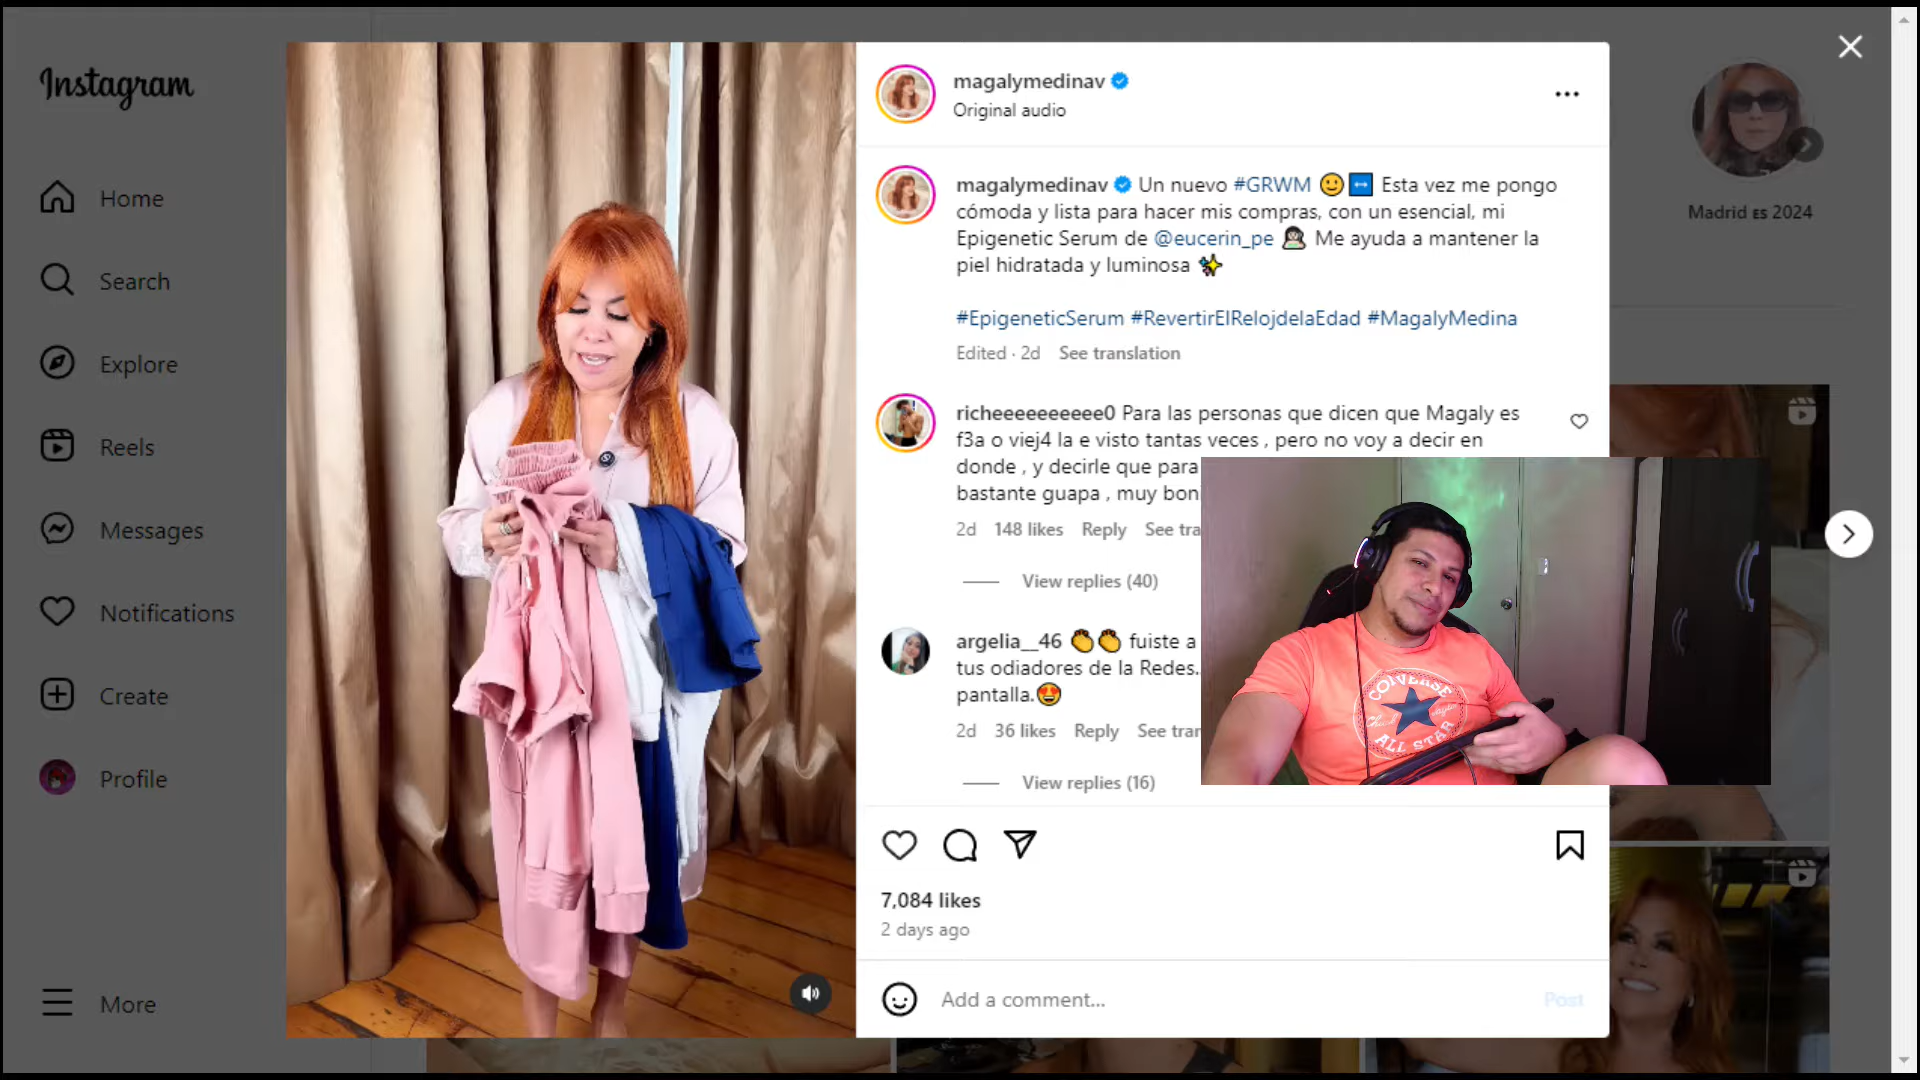 Instagram
Home
Search
Explore
Reels
Messages
Notifications
Create
Profile
More
magalymedinav
Original audio
magalymedinav Un nuevo #GRWM 🙂↔️ Esta vez me pongo
cómoda y lista para hacer mis compras, con un esencial, mi
Epigenetic Serum de @eucerin_pe 👩🏻‍🔬 Me ayuda a mantener la
piel hidratada y luminosa ✨
#EpigeneticSerum #RevertirElRelojdelaEdad #MagalyMedina
Edited · 2d See translation
richeeeeeeeeee0 Para las personas que dicen que Magaly es
f3a o viej4 la e visto tantas veces , pero no voy a decir en
donde , y decirle que para
bastante guapa , muy bon
2d 148 likes Reply See tra
View replies (40)
argelia__46 👏👏 fuiste a
tus odiadores de la Redes.
pantalla.😍
2d 36 likes Reply See trar
View replies (16)
7,084 likes
2 days ago
Add a comment...
Post
Madrid ES 2024
CONVERSE
Chuck Taylor
ALL STAR